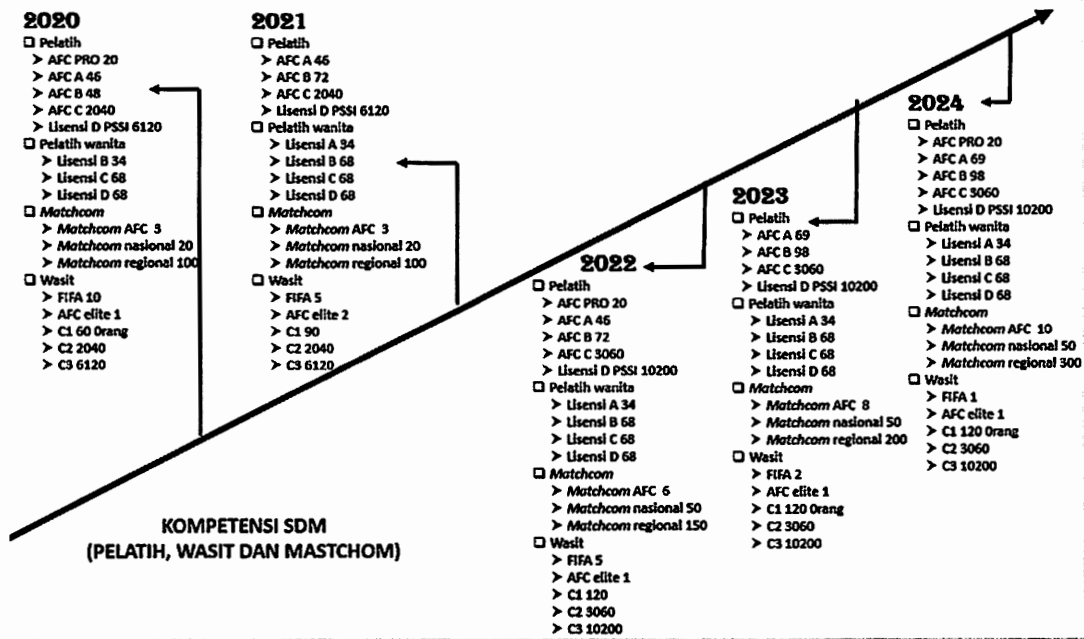 2020
❑ Pelatih
➤ AFC PRO 20
➤ AFC A 46
➤ AFC B 48
➤ AFC C 2040
➤ Lisensi D PSSI 6120
❑ Pelatih wanita
➤ Lisensi B 34
➤ Lisensi C 68
➤ Lisensi D 68
❑ Matchcom
➤ Matchcom AFC 3
➤ Matchcom nasional 20
➤ Matchcom regional 100
❑ Wasit
➤ FIFA 10
➤ AFC elite 1
➤ C1 60 0rang
➤ C2 2040
➤ C3 6120
2021
❑ Pelatih
➤ AFC A 46
➤ AFC B 72
➤ AFC C 2040
➤ Lisensi D PSSI 6120
❑ Pelatih wanita
➤ Lisensi A 34
➤ Lisensi B 68
➤ Lisensi C 68
➤ Lisensi D 68
❑ Matchcom
➤ Matchcom AFC 3
➤ Matchcom nasional 20
➤ Matchcom regional 100
❑ Wasit
➤ FIFA 5
➤ AFC elite 2
➤ C1 90
➤ C2 2040
➤ C3 6120
2022
❑ Pelatih
➤ AFC PRO 20
➤ AFC A 46
➤ AFC B 72
➤ AFC C 3060
➤ Lisensi D PSSI 10200
❑ Pelatih wanita
➤ Lisensi A 34
➤ Lisensi B 68
➤ Lisensi C 68
➤ Lisensi D 68
❑ Matchcom
➤ Matchcom AFC 6
➤ Matchcom nasional 50
➤ Matchcom regional 150
❑ Wasit
➤ FIFA 5
➤ AFC elite 1
➤ C1 120
➤ C2 3060
➤ C3 10200
2023
❑ Pelatih
➤ AFC A 69
➤ AFC B 98
➤ AFC C 3060
➤ Lisensi D PSSI 10200
❑ Pelatih wanita
➤ Lisensi A 34
➤ Lisensi B 68
➤ Lisensi C 68
➤ Lisensi D 68
❑ Matchcom
➤ Matchcom AFC 8
➤ Matchcom nasional 50
➤ Matchcom regional 200
❑ Wasit
➤ FIFA 2
➤ AFC elite 1
➤ C1 120 0rang
➤ C2 3060
➤ C3 10200
2024
❑ Pelatih
➤ AFC PRO 20
➤ AFC A 69
➤ AFC B 98
➤ AFC C 3060
➤ Lisensi D PSSI 10200
❑ Pelatih wanita
➤ Lisensi A 34
➤ Lisensi B 68
➤ Lisensi C 68
➤ Lisensi D 68
❑ Matchcom
➤ Matchcom AFC 10
➤ Matchcom nasional 50
➤ Matchcom regional 300
❑ Wasit
➤ FIFA 1
➤ AFC elite 1
➤ C1 120 0rang
➤ C2 3060
➤ C3 10200
KOMPETENSI SDM
(PELATIH, WASIT DAN MASTCHOM)